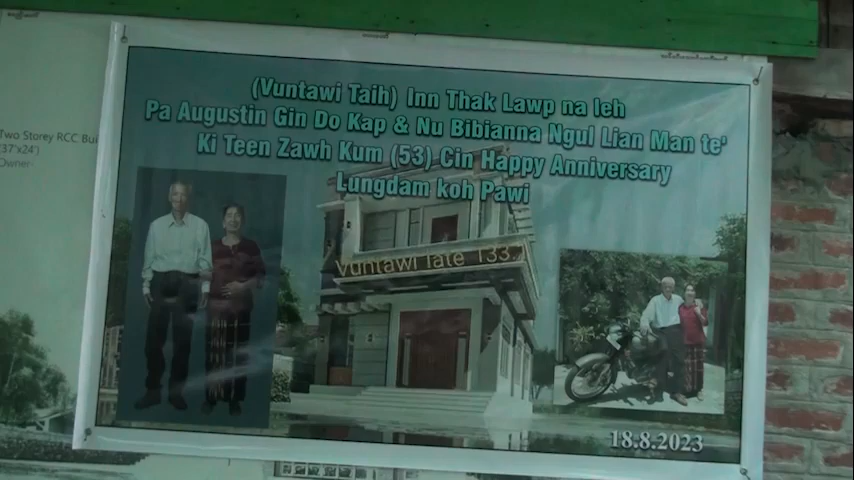 (Vuntawi Taih) Inn Thak Lawp na leh
Pa Augustin Gin Do Kap & Nu Bibianna Ngul Lian Man te'
Ki Teen Zawh Kum (53) Cin Happy Anniversary
Lungdam koh Pawi
Vuntawi Tate 133
18.8.2023
Two Storey RCC Bui
(37'x24')
Owner-